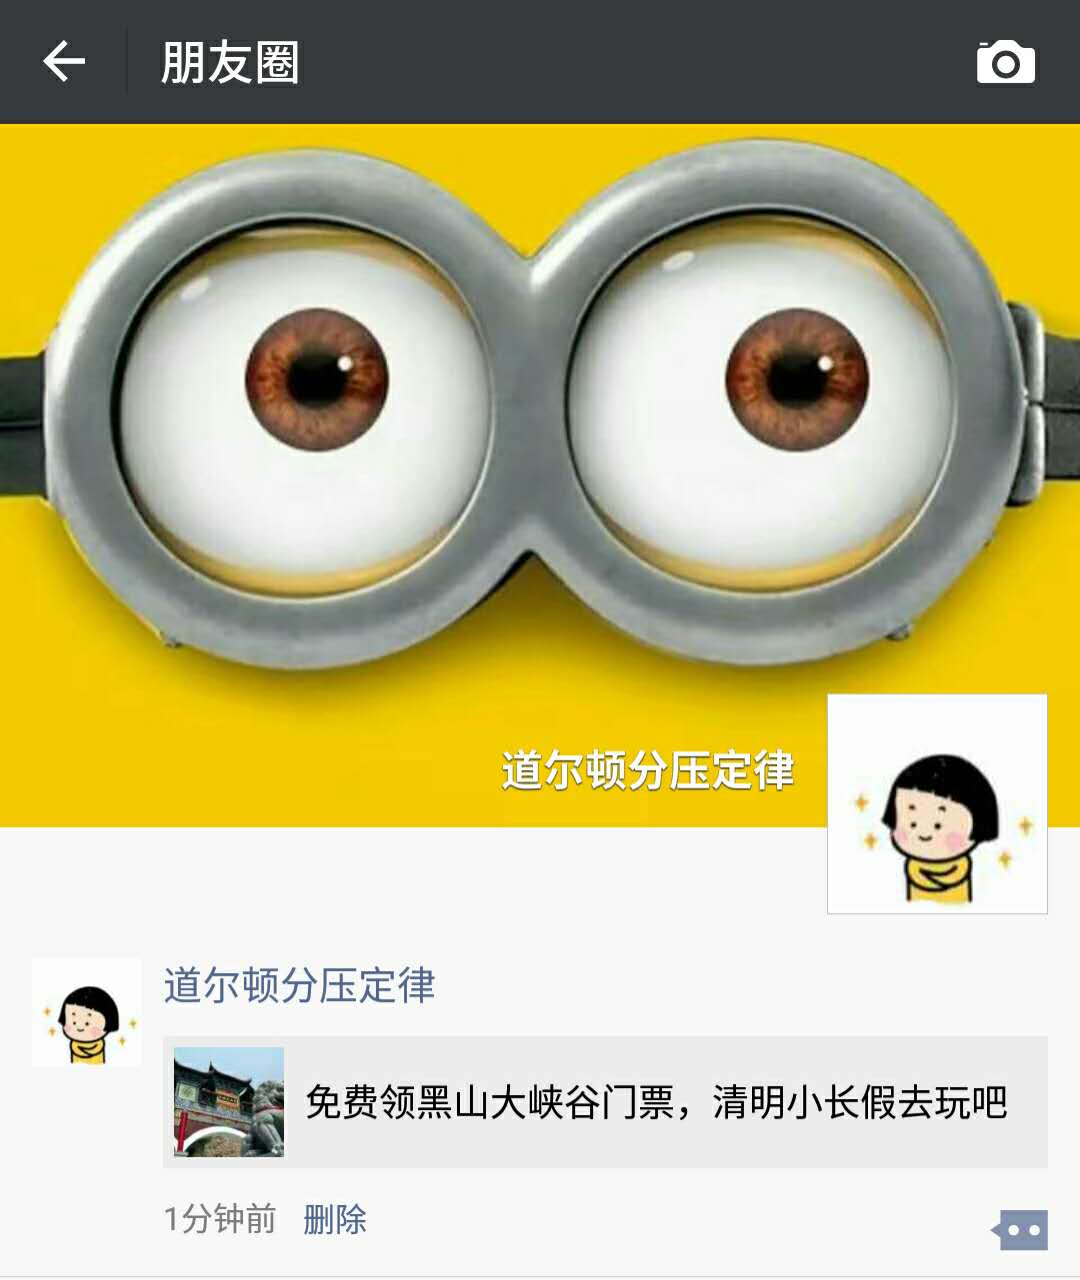 朋友圈
道尔顿分压定律
道尔顿分压定律
免费领黑山大峡谷门票，清明小长假去玩吧
1分钟前 删除